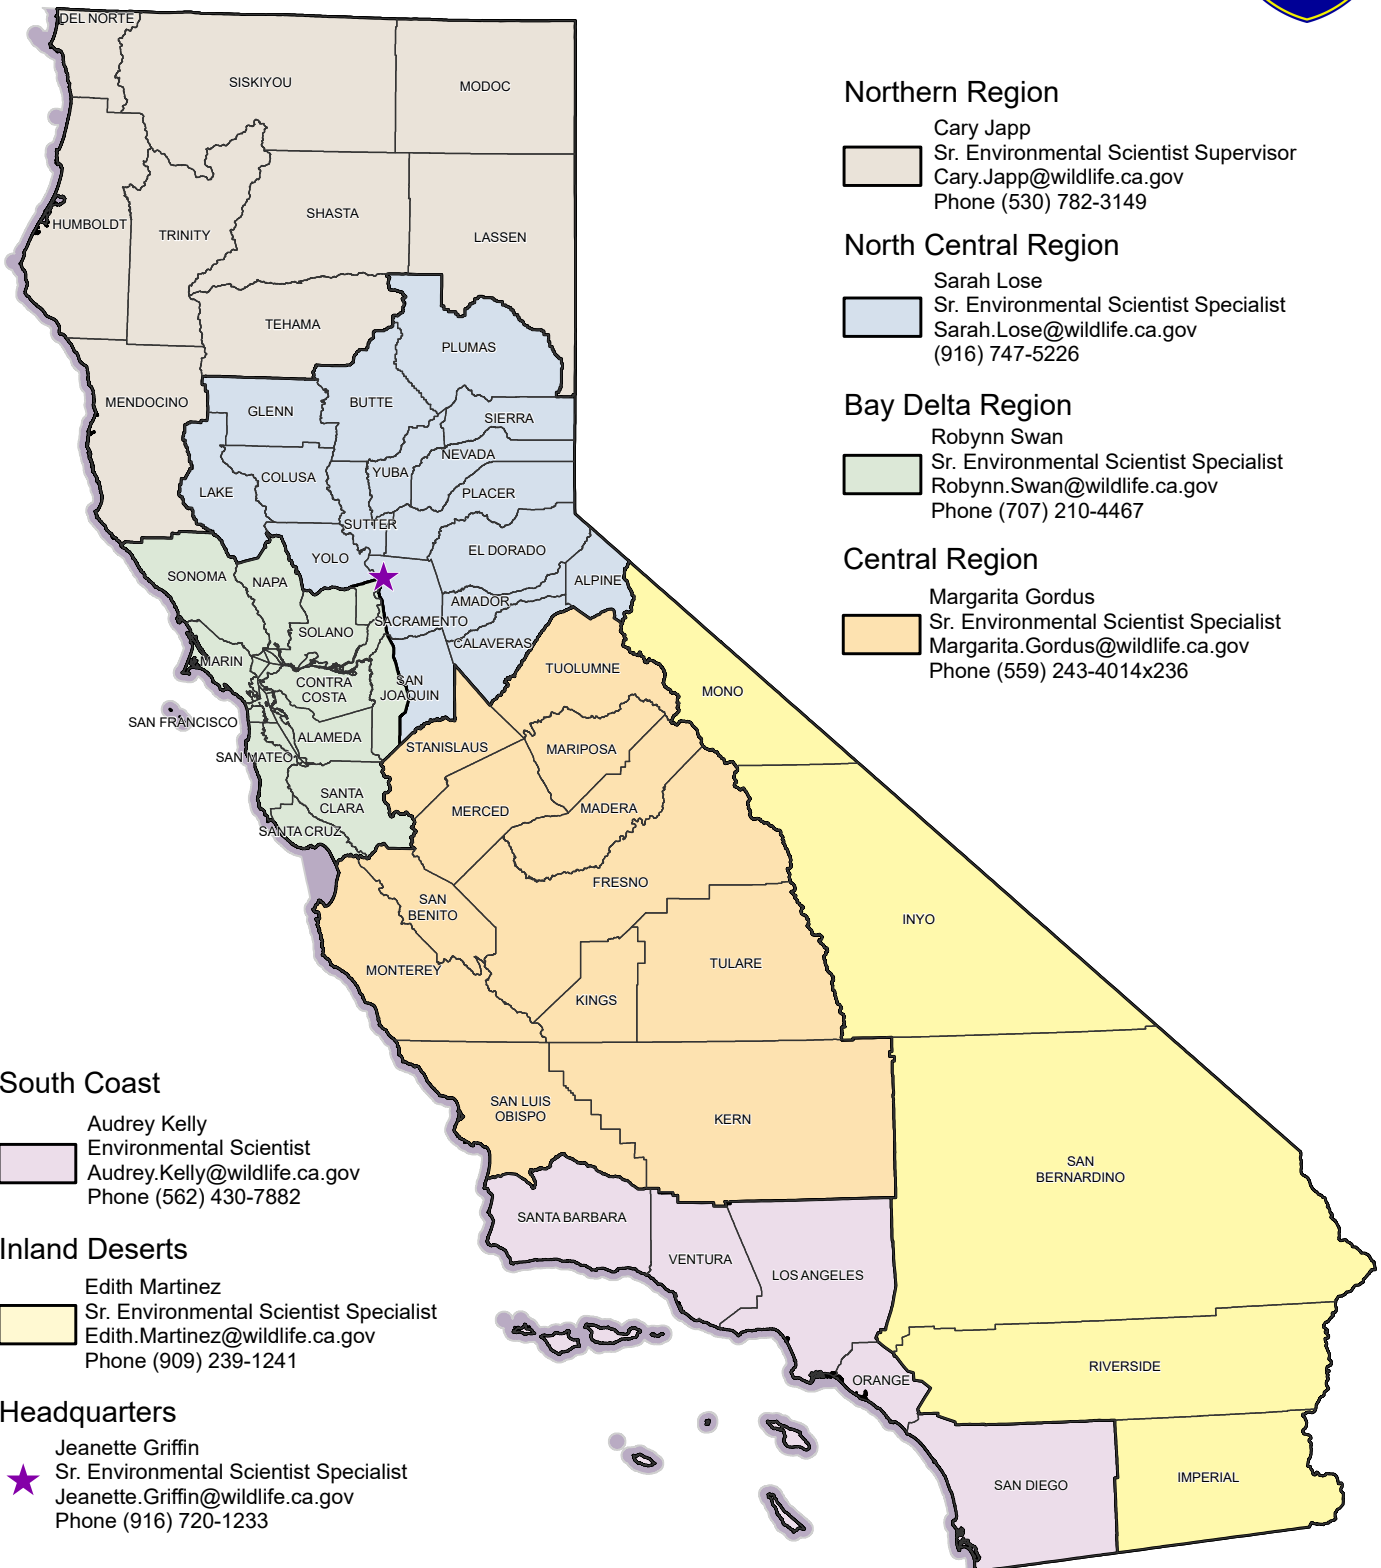 DEL NORTE
SISKIYOU
MODOC
HUMBOLDT
TRINITY
SHASTA
LASSEN
TEHAMA
PLUMAS
MENDOCINO
GLENN
BUTTE
SIERRA
NEVADA
YUBA
COLUSA
LAKE
PLACER
SUTTER
YOLO
EL DORADO
SONOMA
NAPA
ALPINE
AMADOR
SACRAMENTO
SOLANO
CALAVERAS
MARIN
TUOLUMNE
CONTRA
COSTA
SAN
JOAQUIN
MONO
SAN FRANCISCO
ALAMEDA
STANISLAUS
MARIPOSA
SAN MATEO
SANTA
CLARA
MERCED
MADERA
SANTA CRUZ
FRESNO
SAN
BENITO
INYO
MONTEREY
TULARE
KINGS
SAN LUIS
OBISPO
KERN
SAN
BERNARDINO
SANTA BARBARA
VENTURA
LOS ANGELES
RIVERSIDE
ORANGE
SAN DIEGO
IMPERIAL
Northern Region
Cary Japp
Sr. Environmental Scientist Supervisor
Cary.Japp@wildlife.ca.gov
Phone (530) 782-3149
North Central Region
Sarah Lose
Sr. Environmental Scientist Specialist
Sarah.Lose@wildlife.ca.gov
(916) 747-5226
Bay Delta Region
Robynn Swan
Sr. Environmental Scientist Specialist
Robynn.Swan@wildlife.ca.gov
Phone (707) 210-4467
Central Region
Margarita Gordus
Sr. Environmental Scientist Specialist
Margarita.Gordus@wildlife.ca.gov
Phone (559) 243-4014x236
South Coast
Audrey Kelly
Environmental Scientist
Audrey.Kelly@wildlife.ca.gov
Phone (562) 430-7882
Inland Deserts
Edith Martinez
Sr. Environmental Scientist Specialist
Edith.Martinez@wildlife.ca.gov
Phone (909) 239-1241
Headquarters
Jeanette Griffin
Sr. Environmental Scientist Specialist
Jeanette.Griffin@wildlife.ca.gov
Phone (916) 720-1233